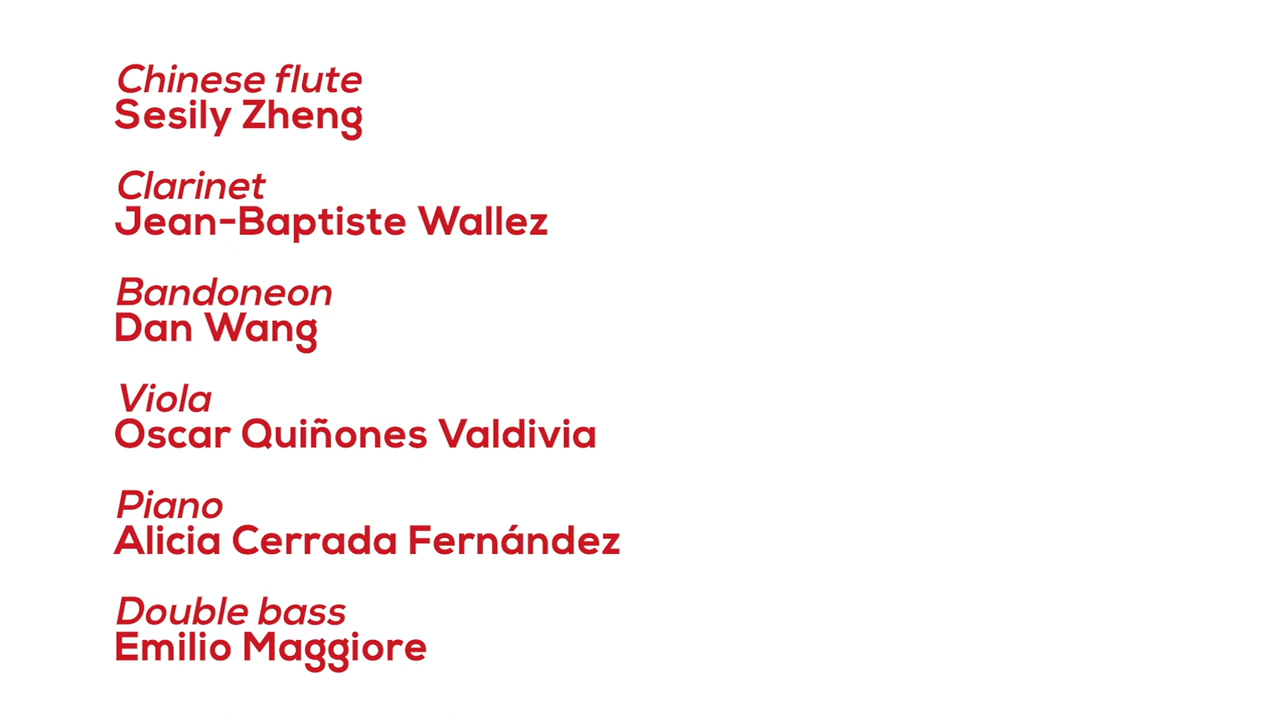 Chinese flute
Sesily Zheng
Clarinet
Jean-Baptiste Wallez
Bandoneon
Dan Wang
Viola
Oscar Quiñones Valdivia
Piano
Alicia Cerrada Fernández
Double bass
Emilio Maggiore